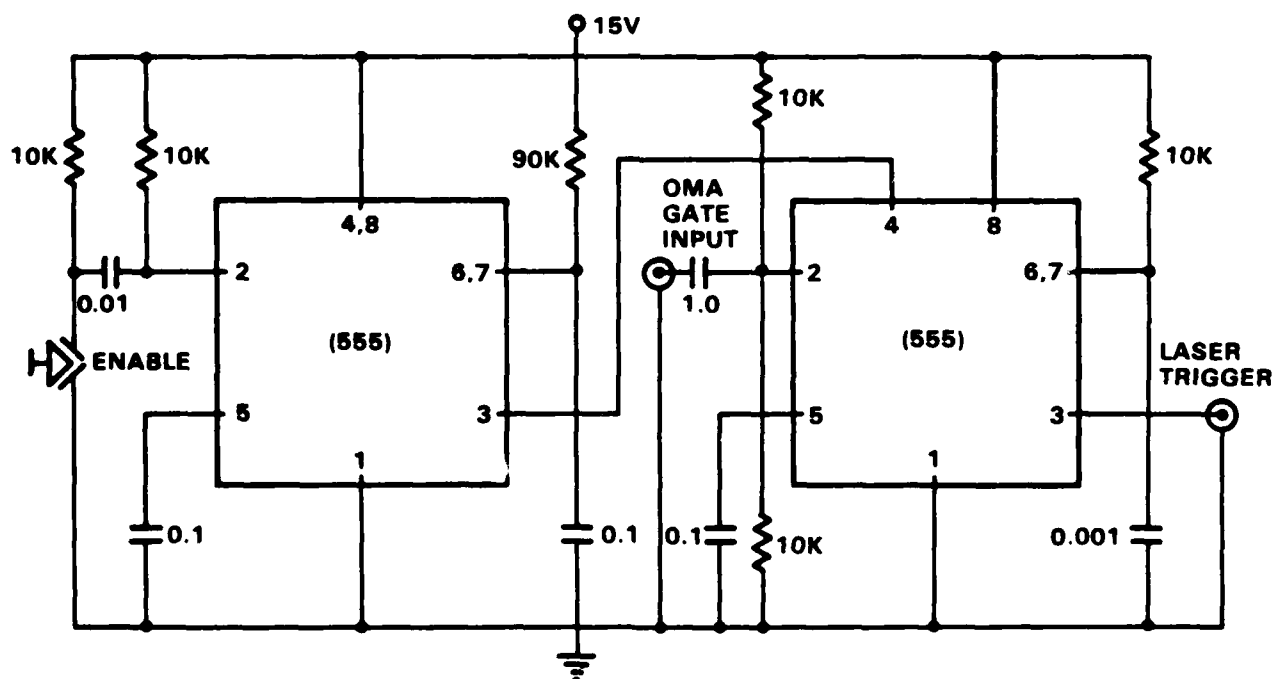 15V
10K
10K
90K
10K
10K
OMA
GATE
INPUT
4,8
4
8
2
6,7
2
6,7
0.01
1.0
(555)
(555)
ENABLE
LASER
TRIGGER
5
3
5
3
1
1
0.1
0.1
0.1
10K
0.001